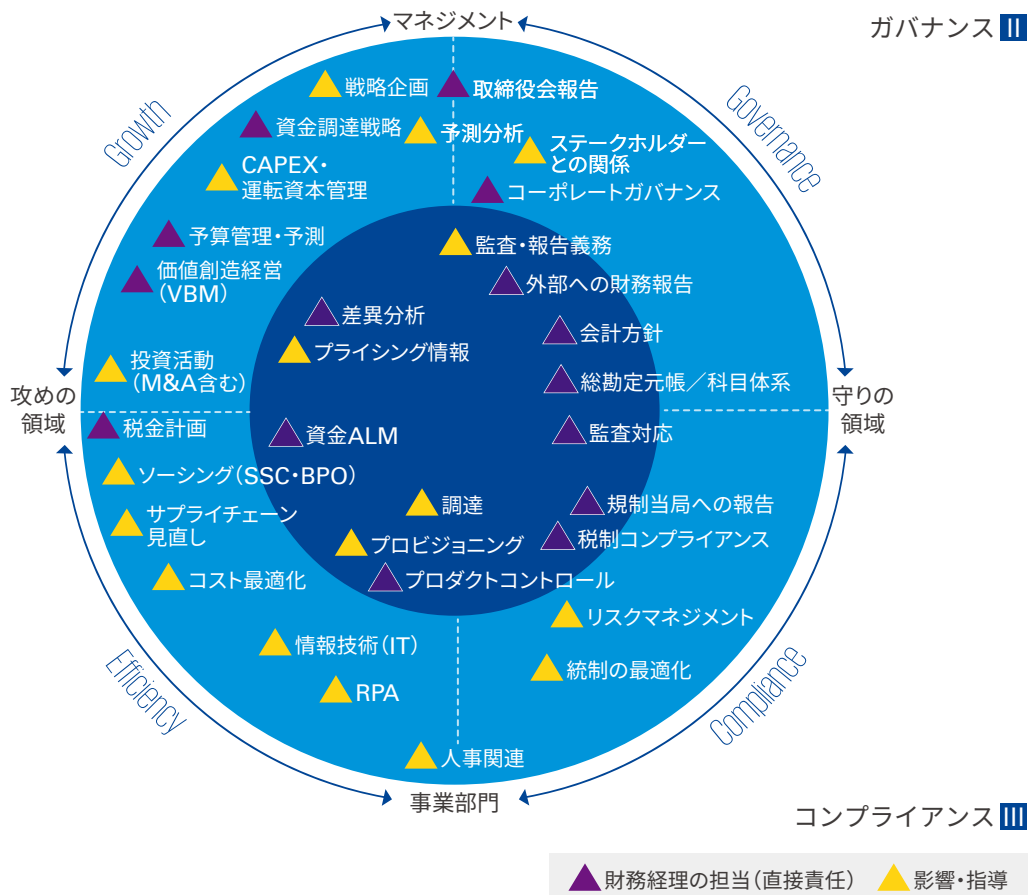 マネジメント
ガバナンス II
Growth
Governance
戦略企画
取締役会報告
資金調達戦略
予測分析
ステークホルダー
との関係
CAPEX・
運転資本管理
コーポレートガバナンス
予算管理・予測
監査・報告義務
価値創造経営
（VBM）
外部への財務報告
差異分析
会計方針
プライシング情報
投資活動
（M&A含む）
総勘定元帳／科目体系
攻めの
領域
守りの
領域
税金計画
資金ALM
監査対応
ソーシング（SSC・BPO）
調達
規制当局への報告
サプライチェーン
見直し
プロビジョニング
税制コンプライアンス
コスト最適化
プロダクトコントロール
リスクマネジメント
情報技術（IT）
統制の最適化
RPA
Efficiency
Compliance
人事関連
事業部門
コンプライアンス III
財務経理の担当（直接責任）
影響・指導